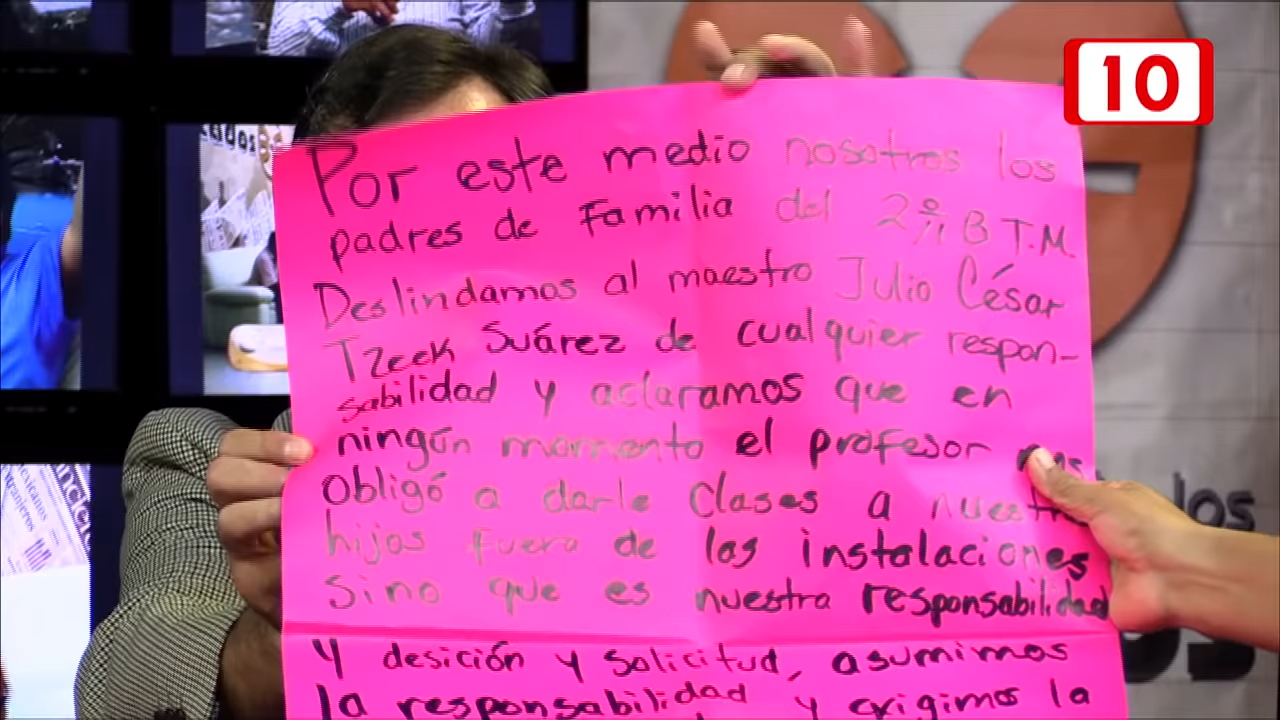 10
Por este medio nosotros los
padres de Familia del 2º"B T.M.
Deslindamos al maestro Julio César
Tzeek Suárez de cualquier respon-
sabilidad y aclaramos que en
ningún momento el profesor nos
obligó a darle clases a nuestr
hijos fuera de las instalaciones
Sino que es nuestra responsabilidad
Y desición y solicitud, asumimos
la responsabilidad y exigimos la